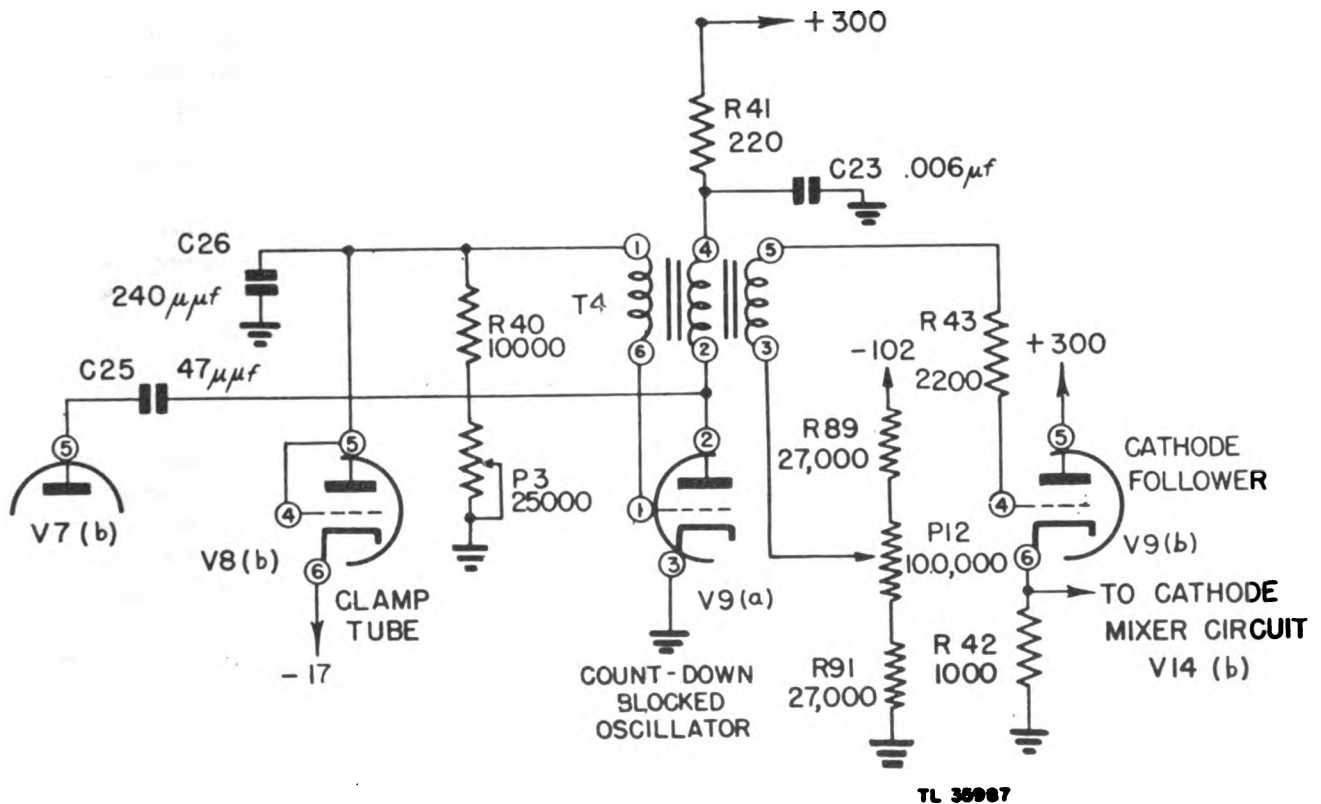 +300
R41
220
C23 .006μf
C26
240μμf
1
4
5
T4
R40
10000
6
2
3
R43
2200
+300
-102
C25 47μμf
R89
27,000
5
V7(b)
5
4
6
V8(b)
CLAMP
TUBE
-17
P3
25000
2
1
3
V9(a)
COUNT-DOWN
BLOCKED
OSCILLATOR
P12
100,000
R91
27,000
5
4
6
CATHODE
FOLLOWER
V9(b)
TO CATHODE
MIXER CIRCUIT
V14 (b)
R 42
1000
TL 35987